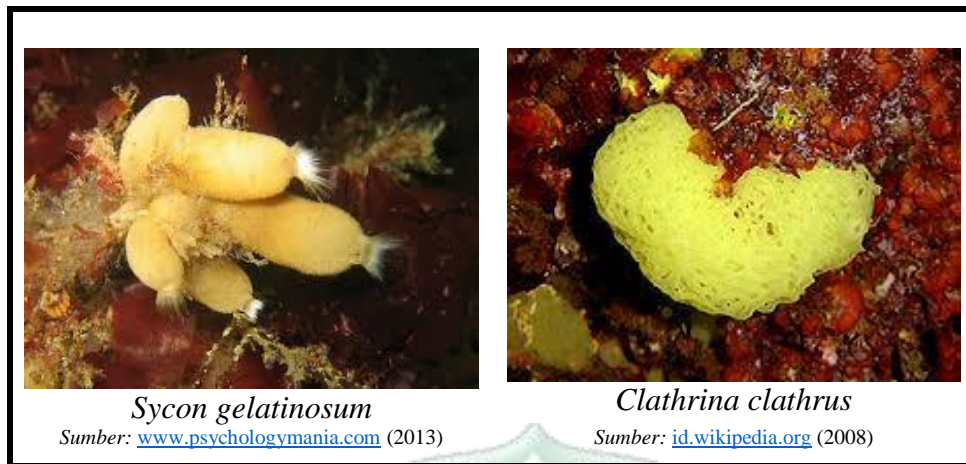 Sycon gelatinosum
Sumber: www.psychologymania.com (2013)
Clathrina clathrus
Sumber: id.wikipedia.org (2008)